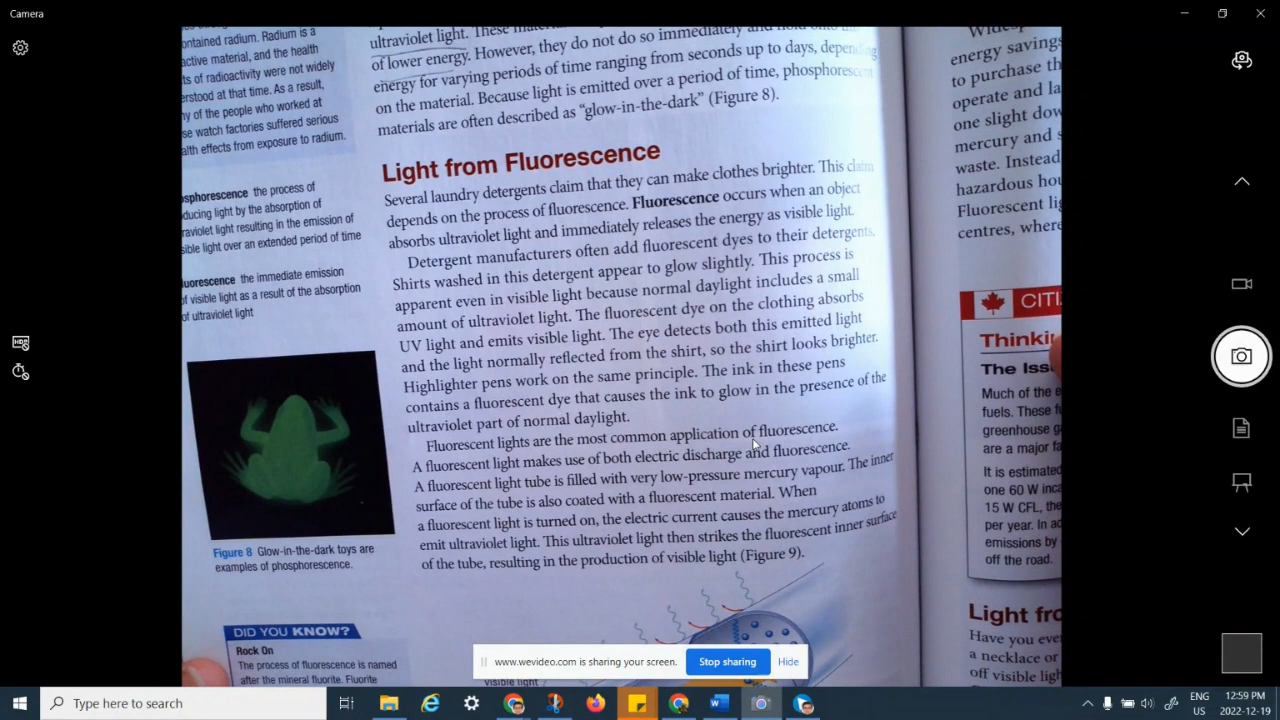 Camera
ontained radium. Radium is a
active material, and the health
ts of radioactivity were not widely
erstood at that time. As a result,
ny of the people who worked at
se watch factories suffered serious
alth effects from exposure to radium.
osphorescence the process of
ducing light by the absorption of
raviolet light resulting in the emission of
sible light over an extended period of time
uorescence the immediate emission
of visible light as a result of the absorption
of ultraviolet light
Figure 8 Glow-in-the-dark toys are
examples of phosphorescence.
DID YOU KNOW?
Rock On
The process of fluorescence is named
after the mineral fluorite. Fluorite
ultraviolet light. These
of lower energy. However, they do not do so immediately and hold onto
energy for varying periods of time ranging from seconds up to days, depending
on the material. Because light is emitted over a period of time, phosphorescent
materials are often described as “glow-in-the-dark” (Figure 8).
Light from Fluorescence
Several laundry detergents claim that they can make clothes brighter. This claim
depends on the process of fluorescence. Fluorescence occurs when an object
absorbs ultraviolet light and immediately releases the energy as visible light.
Detergent manufacturers often add fluorescent dyes to their detergents.
Shirts washed in this detergent appear to glow slightly. This process is
apparent even in visible light because normal daylight includes a small
amount of ultraviolet light. The fluorescent dye on the clothing absorbs
UV light and emits visible light. The eye detects both this emitted light
and the light normally reflected from the shirt, so the shirt looks brighter.
Highlighter pens work on the same principle. The ink in these pens
contains a fluorescent dye that causes the ink to glow in the presence of the
ultraviolet part of normal daylight.
Fluorescent lights are the most common application of fluorescence.
A fluorescent light makes use of both electric discharge and fluorescence.
A fluorescent light tube is filled with very low-pressure mercury vapour. The inner
surface of the tube is also coated with a fluorescent material. When
a fluorescent light is turned on, the electric current causes the mercury atoms to
emit ultraviolet light. This ultraviolet light then strikes the fluorescent inner surface
of the tube, resulting in the production of visible light (Figure 9).
visible light
energy savings
to purchase th
operate and la
one slight dow
mercury and s
waste. Instead
hazardous hou
Fluorescent lig
centres, where
CITI
Thinki
The Iss
Much of the e
fuels. These f
greenhouse ga
are a major fa
It is estimated
one 60 W inca
15 W CFL, the
per year. In ad
emissions by
off the road.
Light fro
Have you eve
a necklace or
off visible ligh
www.wevideo.com is sharing your screen.
Stop sharing
Hide
Type here to search
ENG
US
12:59 PM
2022-12-19